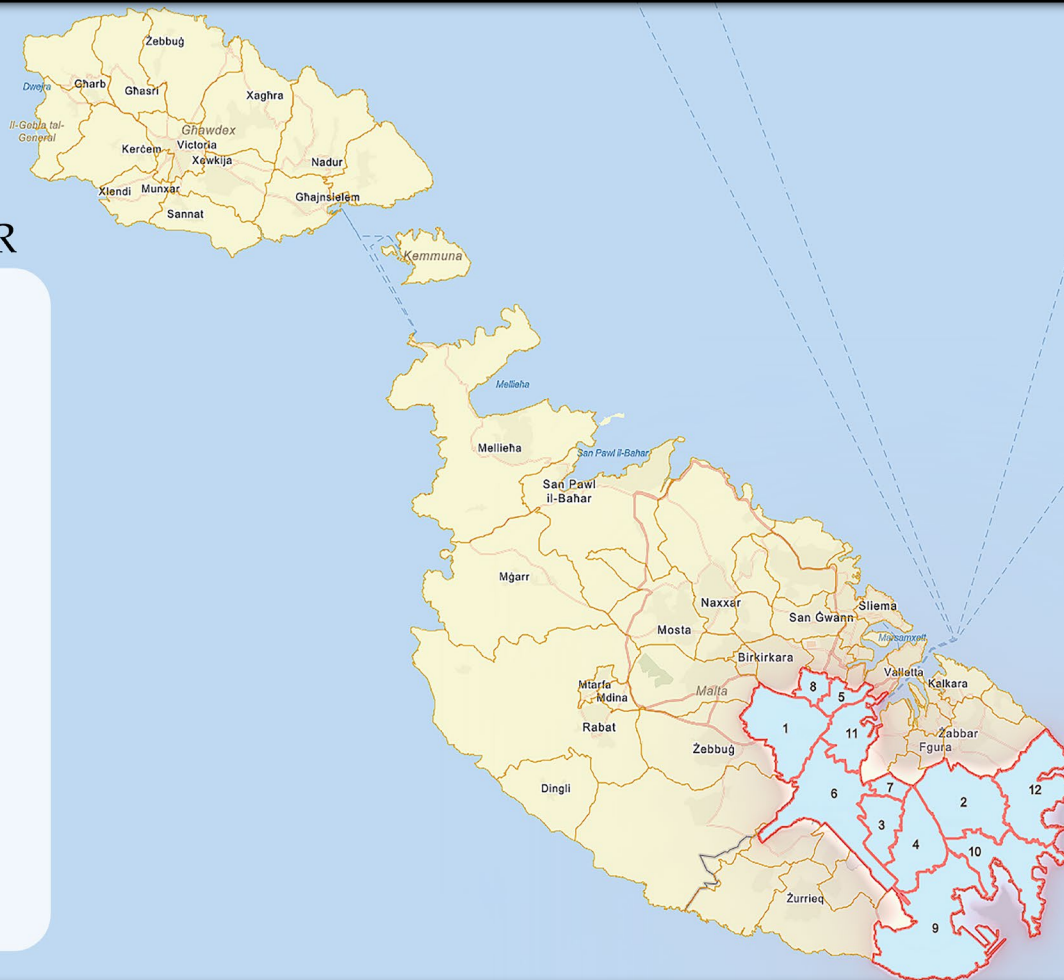 Żebbuġ
Għarb
Għasri
Xagħra
Dwejra
Il-Ġebla tal-
General
Għawdex
Kerċem
Victoria
Xewkija
Nadur
Xlendi
Munxar
Għajnsielem
Sannat
R
Kemmuna
Mellieħa
Mellieħa
San Pawl il-Baħar
San Pawl
il-Baħar
Mġarr
Naxxar
San Ġwann
Sliema
Mosta
Marsamxett
Birkirkara
Valletta
Kalkara
Mtarfa
Mdina
Malta
8
5
Rabat
1
11
Żabbar
Fgura
Żebbuġ
Dingli
6
7
2
12
3
4
10
Żurrieq
9